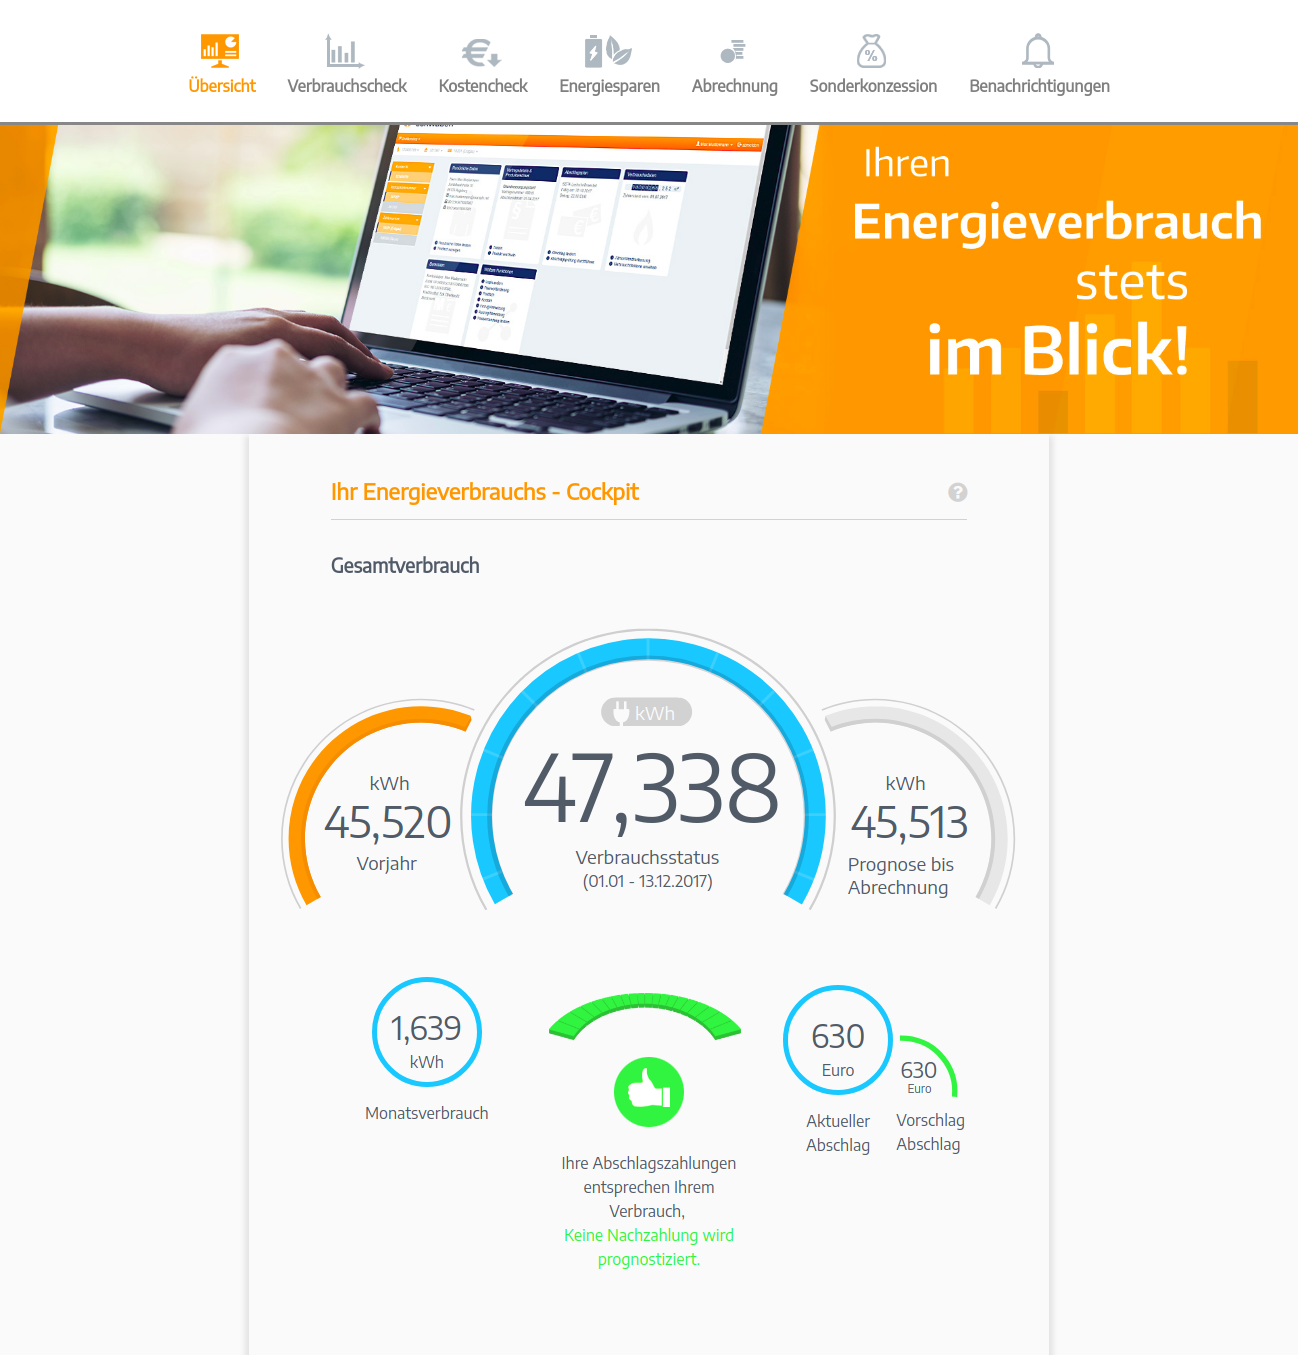 Übersicht
Verbrauchscheck
Kostencheck
Energiesparen
Abrechnung
Sonderkonzession
Benachrichtigungen
Ihren
Energieverbrauch
stets
im Blick!
Ihr Energieverbrauchs - Cockpit
?
Gesamtverbrauch
kWh
45,520
Vorjahr
kWh
47,338
Verbrauchsstatus
(01.01 - 13.12.2017)
kWh
45,513
Prognose bis
Abrechnung
1,639
kWh
Monatsverbrauch
Ihre Abschlagszahlungen
entsprechen Ihrem
Verbrauch,
Keine Nachzahlung wird
prognostiziert.
630
Euro
Aktueller
Abschlag
630
Euro
Vorschlag
Abschlag